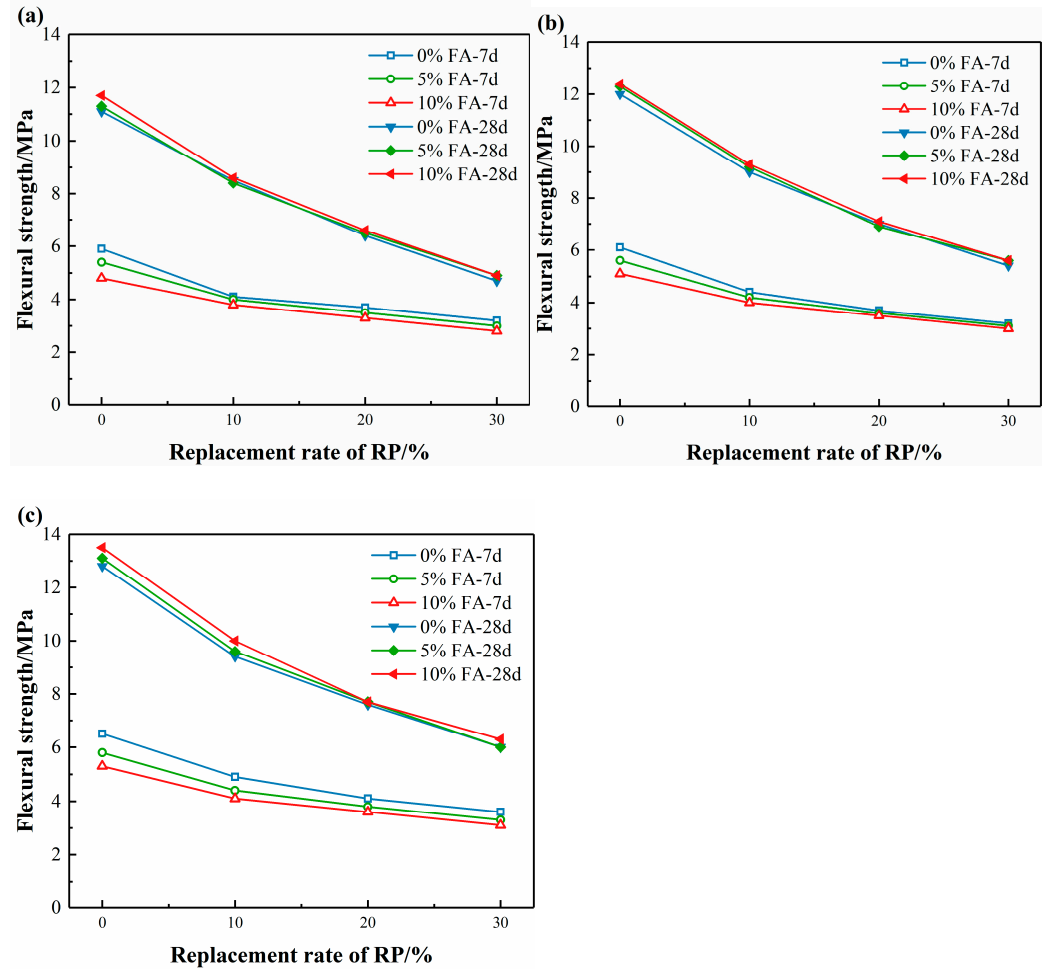 (a)
14
12
10
8
6
4
2
0
Flexural strength/MPa
0% FA-7d
5% FA-7d
10% FA-7d
0% FA-28d
5% FA-28d
10% FA-28d
0 10 20 30
Replacement rate of RP/%
(b)
14
12
10
8
6
4
2
0
Flexural strength/MPa
0% FA-7d
5% FA-7d
10% FA-7d
0% FA-28d
5% FA-28d
10% FA-28d
0 10 20 30
Replacement rate of RP/%
(c)
14
12
10
8
6
4
2
0
Flexural strength/MPa
0% FA-7d
5% FA-7d
10% FA-7d
0% FA-28d
5% FA-28d
10% FA-28d
0 10 20 30
Replacement rate of RP/%